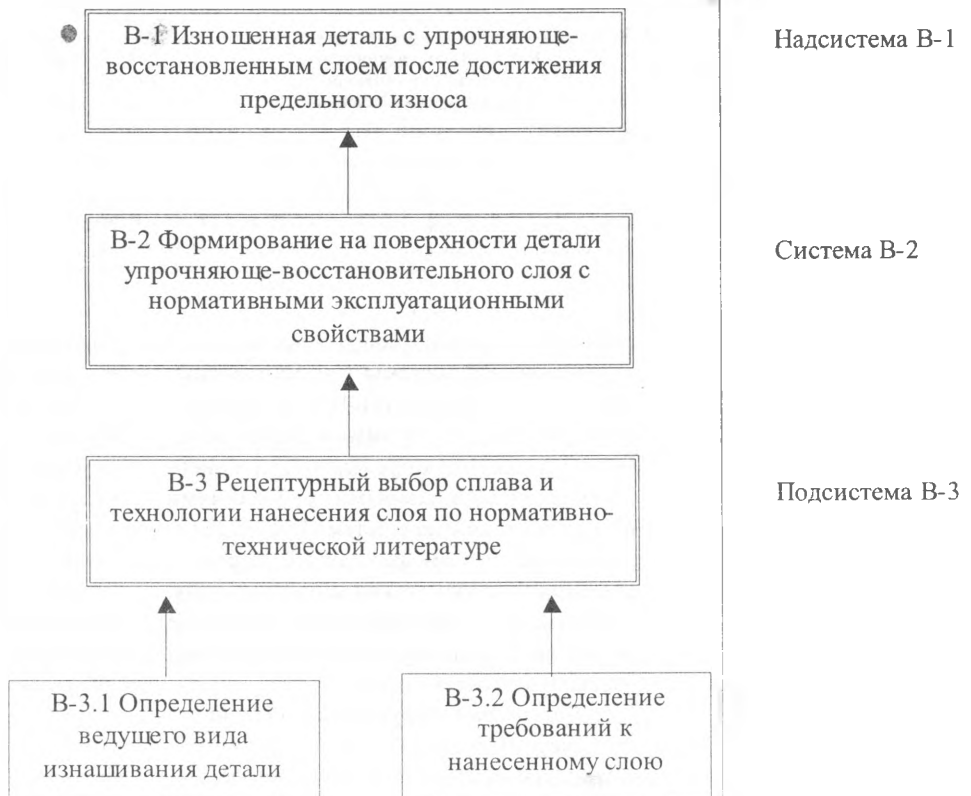 В-1 Изношенная деталь с упрочняюще-
восстановленным слоем после достижения
предельного износа
Надсистема В-1
В-2 Формирование на поверхности детали
упрочняюще-восстановительного слоя с
нормативными эксплуатационными
свойствами
Система В-2
В-3 Рецептурный выбор сплава и
технологии нанесения слоя по нормативно-
технической литературе
Подсистема В-3
В-3.1 Определение
ведущего вида
изнашивания детали
В-3.2 Определение
требований к
нанесенному слою